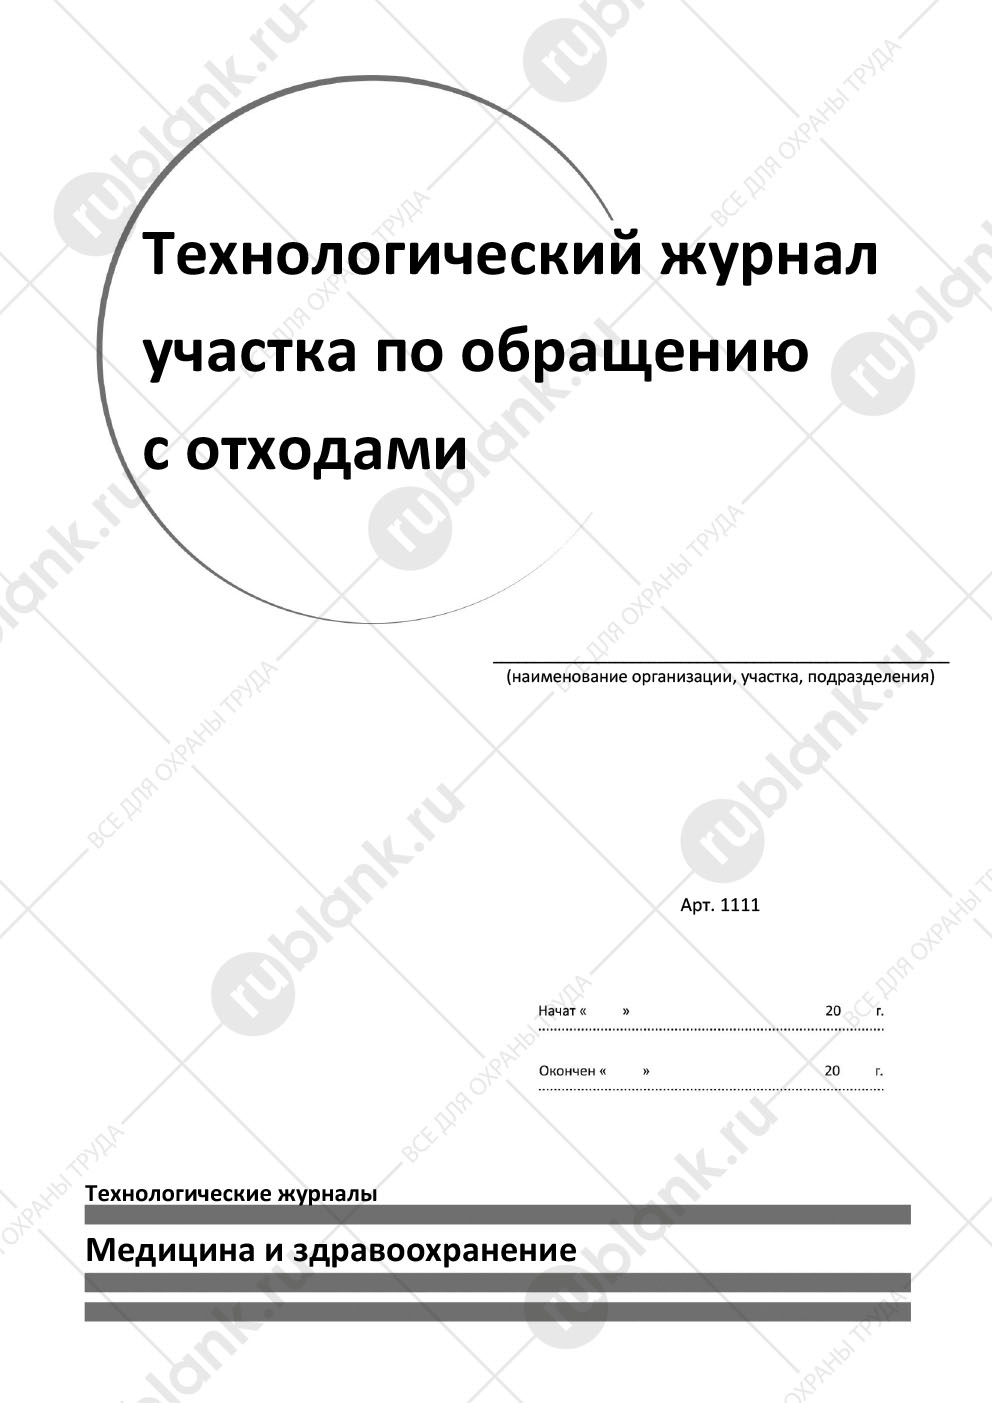 Технологический журнал
участка по обращению
с отходами
(наименование организации, участка, подразделения)
Арт. 1111
Начат « » 20 г.
Окончен « » 20 г.
Технологические журналы
Медицина и здравоохранение
rublank.ru
ВСЕ ДЛЯ ОХРАНЫ ТРУДА